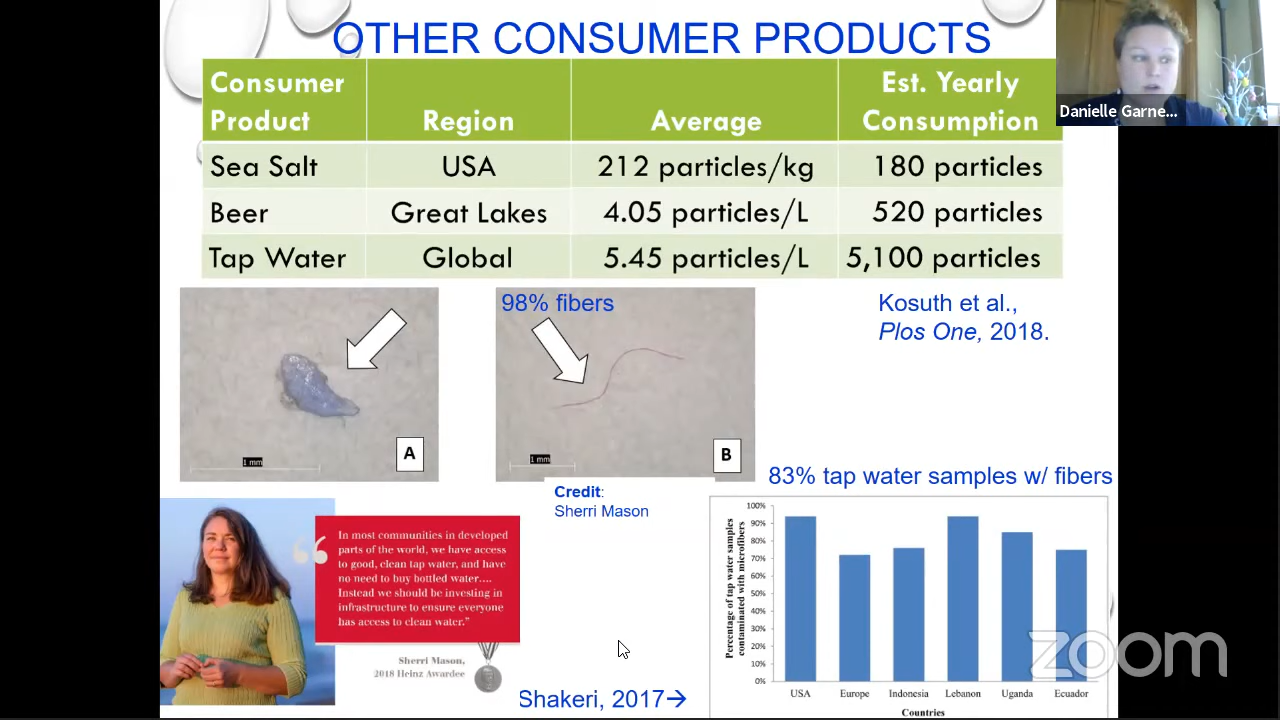 OTHER CONSUMER PRODUCTS
Danielle Garne...
Consumer Product Region Average Est. Yearly Consumption
Sea Salt USA 212 particles/kg 180 particles
Beer Great Lakes 4.05 particles/L 520 particles
Tap Water Global 5.45 particles/L 5,100 particles
98% fibers
Kosuth et al.,
Plos One, 2018.
1 mm
A
1 mm
B
Credit:
Sherri Mason
83% tap water samples w/ fibers
“
In most communities in developed
parts of the world, we have access
to good, clean tap water, and have
no need to buy bottled water....
Instead we should be investing in
infrastructure to ensure everyone
has access to clean water.”
Sherri Mason,
2018 Heinz Awardee
Shakeri, 2017→
Percentage of tap water samples
contaminated with microfibers
100%
90%
80%
70%
60%
50%
40%
30%
20%
10%
0%
USA Europe Indonesia Lebanon Uganda Ecuador
Countries
zoom